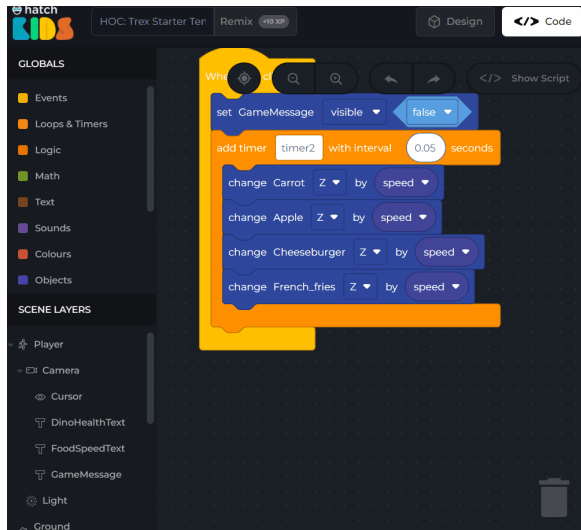 hatch
KIDS
HOC: Trex Starter Ten
Remix +10 XP
Design
</> Code
GLOBALS
Events
Loops & Timers
Logic
Math
Text
Sounds
Colours
Objects
SCENE LAYERS
Player
Camera
Cursor
DinoHealthText
FoodSpeedText
GameMessage
Light
Ground
</> Show Script
set GameMessage visible false
add timer timer2 with interval 0.05 seconds
change Carrot Z by speed
change Apple Z by speed
change Cheeseburger Z by speed
change French_fries Z by speed